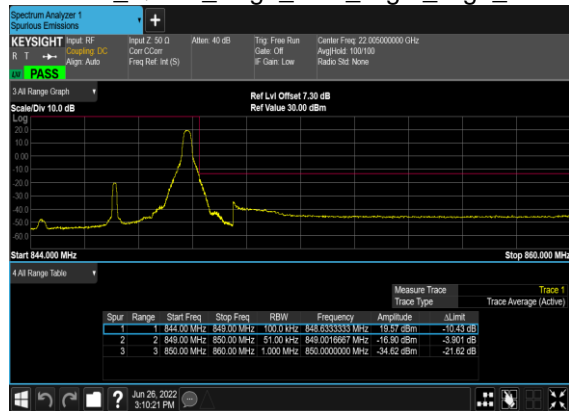 Spectrum Analyzer 1
Spurious Emissions
+
KEYSIGHT Input: RF Input Z: 50 Ω Atten: 40 dB Trig: Free Run Center Freq: 22.005000000 GHz
R T Coupling: DC Corr CCorr Gate: Off Avg|Hold: 100/100
Align: Auto Freq Ref: Int (S) IF Gain: Low Radio Std: None
PASS
3 All Range Graph
Ref Lvl Offset 7.30 dB
Scale/Div 10.0 dB Ref Value 30.00 dBm
Log
20.0
10.0
0.00
-10.0
-20.0
-30.0
-40.0
-50.0
-60.0
Start 844.000 MHz Stop 860.000 MHz
4 All Range Table
Measure Trace Trace 1
Trace Type Trace Average (Active)
Spur Range Start Freq Stop Freq RBW Frequency Amplitude ΔLimit
1 1 844.00 MHz 849.00 MHz 100.0 kHz 848.6333333 MHz 19.57 dBm -10.43 dB
2 2 849.00 MHz 850.00 MHz 51.00 kHz 849.0016667 MHz -16.90 dBm -3.901 dB
3 3 850.00 MHz 860.00 MHz 1.000 MHz 850.0000000 MHz -34.62 dBm -21.62 dB
? Jun 26, 2022
3:10:21 PM